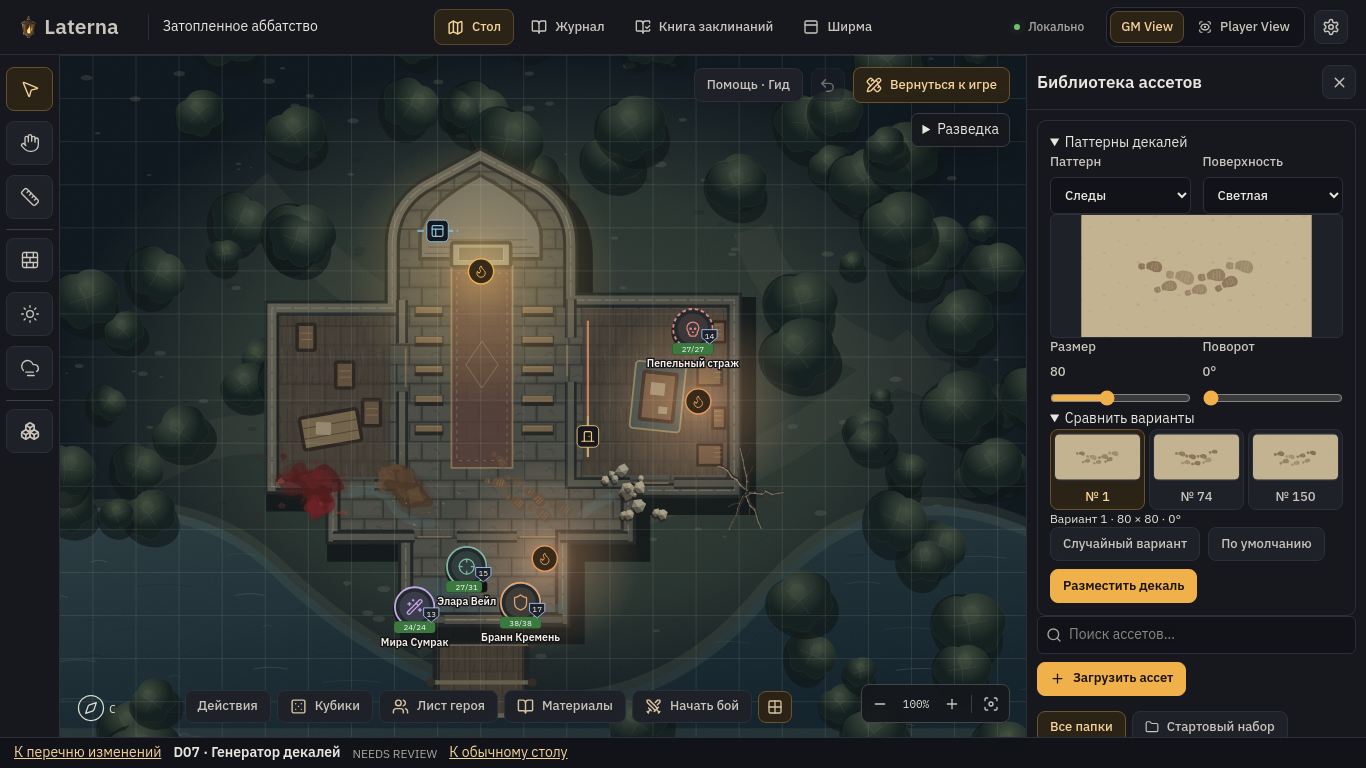 Laterna
Затопленное аббатство
Стол
Журнал
Книга заклинаний
Ширма
Локально
GM View
Player View
Помощь · Гид
Вернуться к игре
Разведка
Библиотека ассетов
Паттерны декалей
Паттерн
Поверхность
Следы
Светлая
Размер
Поворот
80
0°
Сравнить варианты
№ 1
№ 74
№ 150
Вариант 1 · 80 × 80 · 0°
Случайный вариант
По умолчанию
Разместить декаль
Поиск ассетов...
Загрузить ассет
Все папки
Стартовый набор
14
27/27
Пепельный страж
15
27/31
Элара Вейл
13
24/24
Мира Сумрак
17
38/38
Бранн Кремень
С
Действия
Кубики
Лист героя
Материалы
Начать бой
100%
К перечню изменений
D07 · Генератор декалей
NEEDS REVIEW
К обычному столу